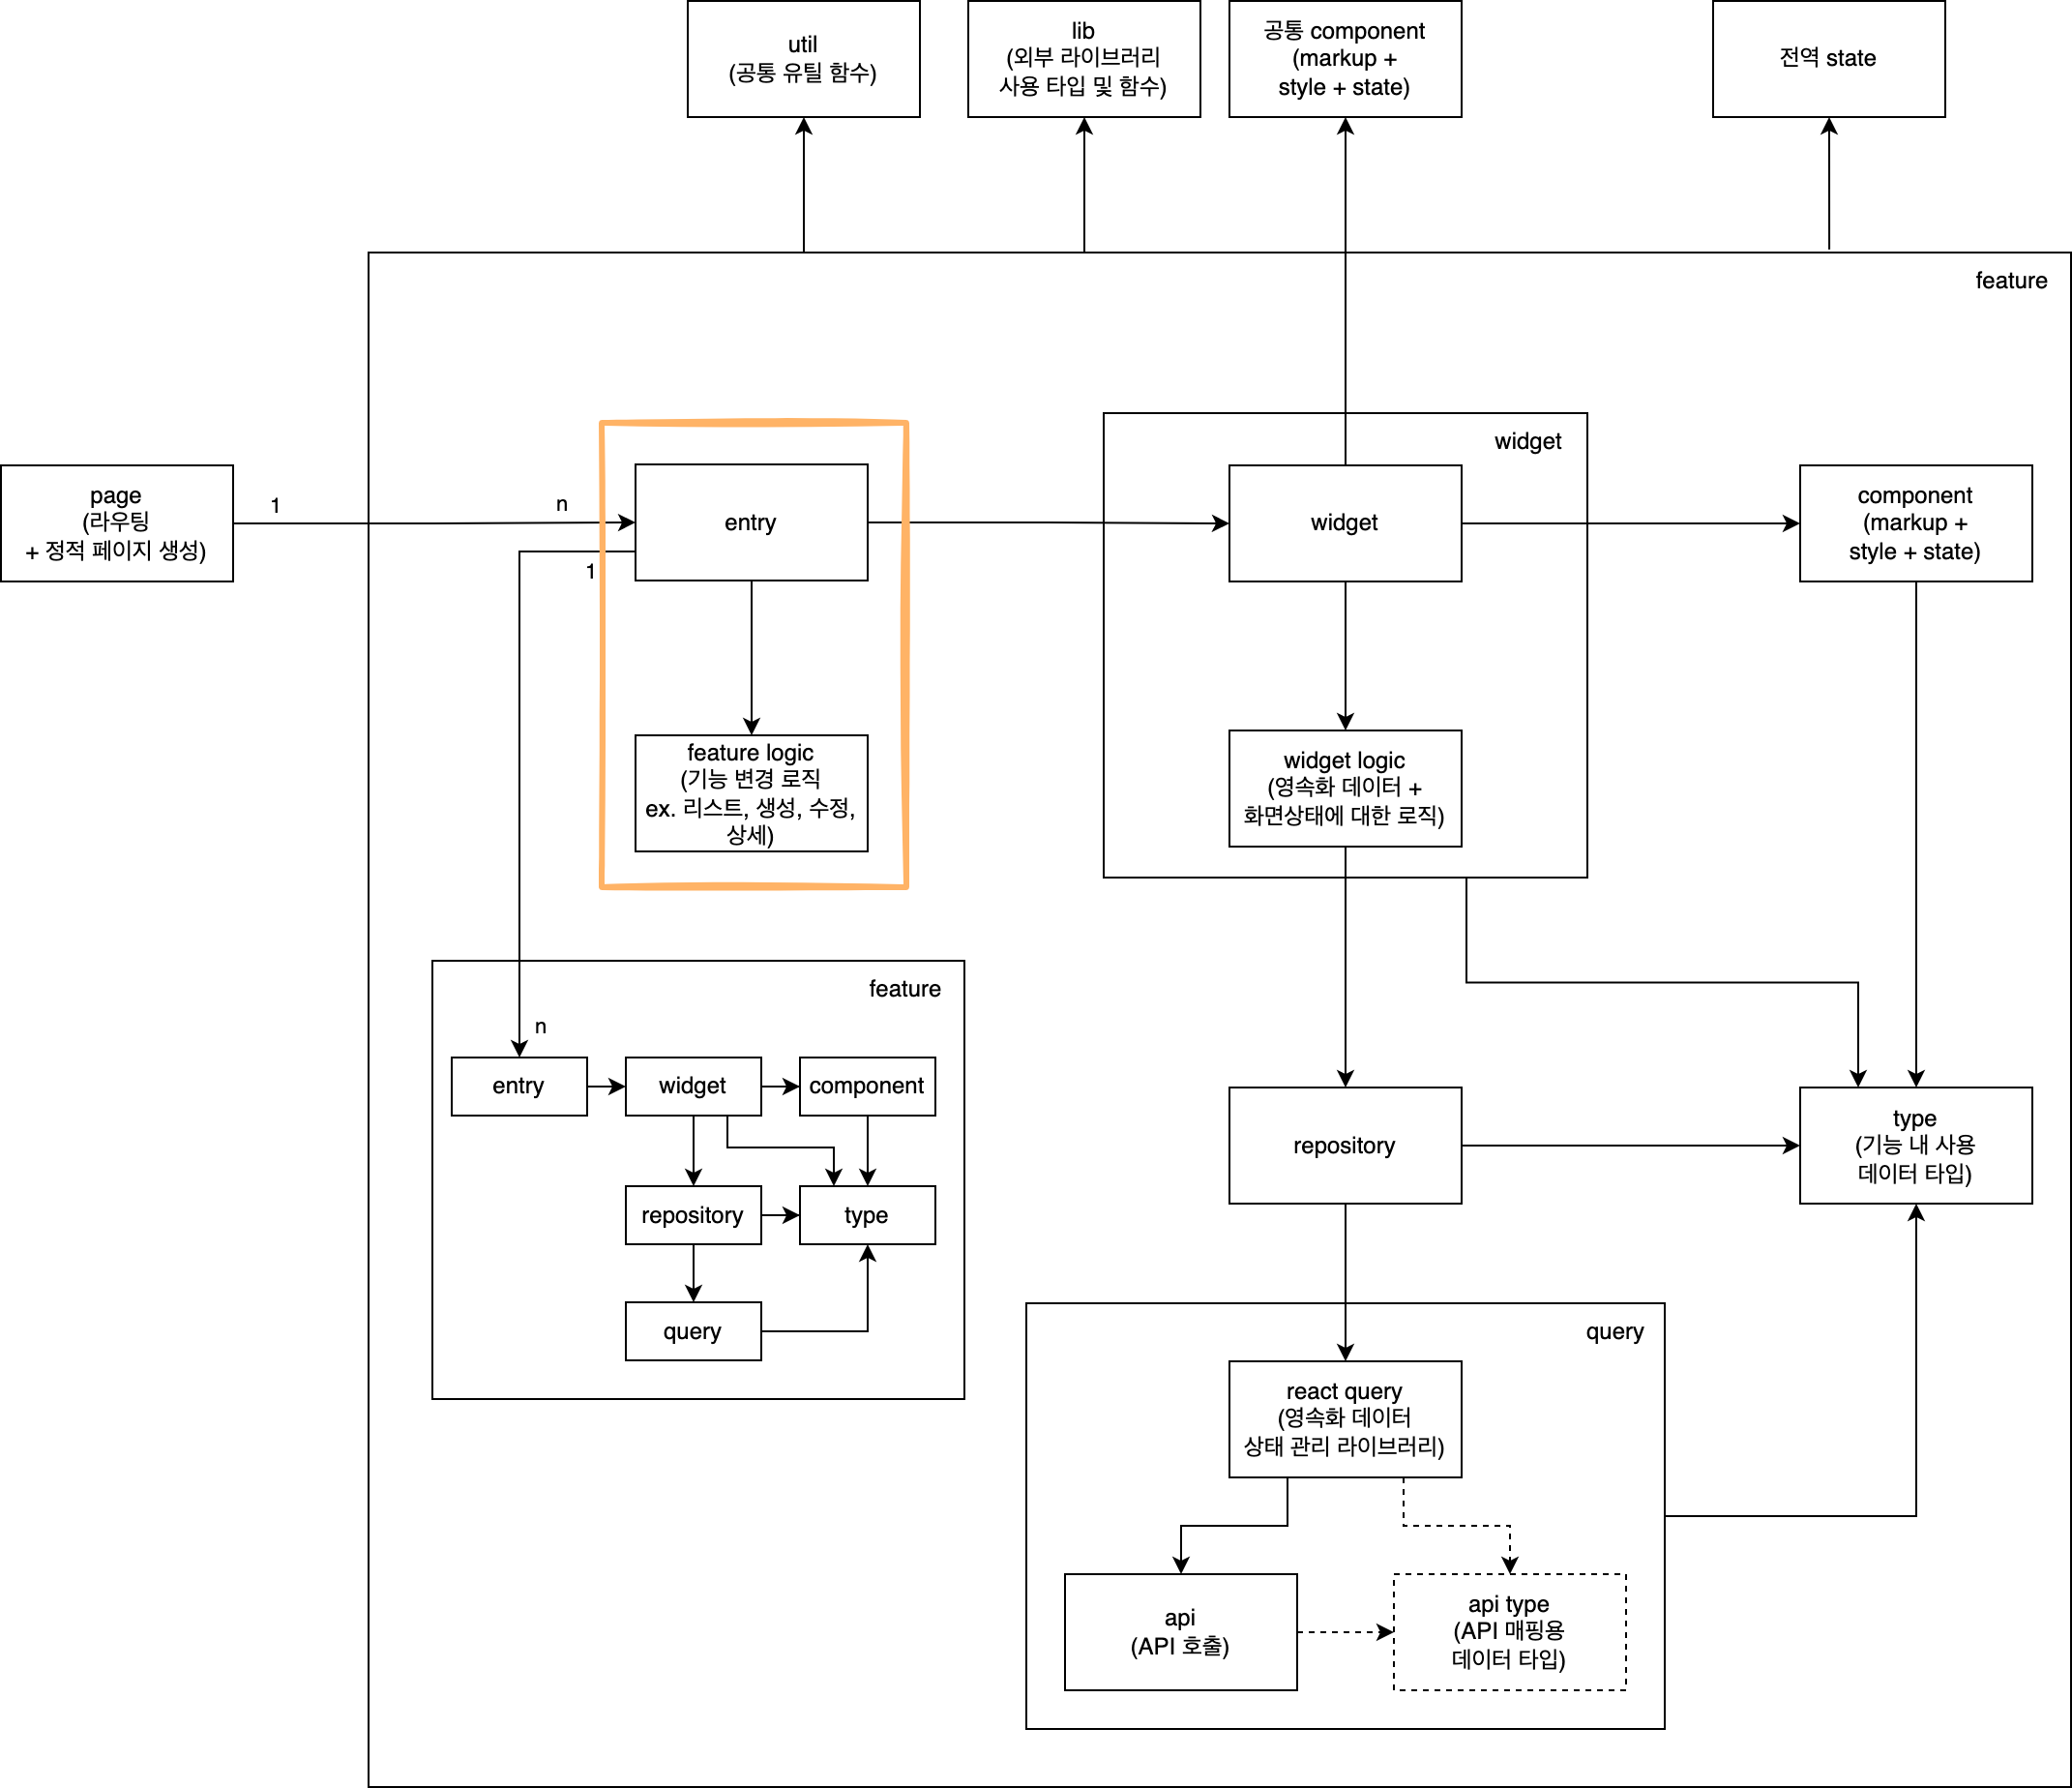 util
(공통 유틸 함수)
lib
(외부 라이브러리
사용 타입 및 함수)
공통 component
(markup +
style + state)
전역 state
feature
page
(라우팅
+ 정적 페이지 생성)
1
n
entry
1
feature logic
(기능 변경 로직
ex. 리스트, 생성, 수정,
상세)
widget
widget
widget logic
(영속화 데이터 +
화면상태에 대한 로직)
component
(markup +
style + state)
feature
n
entry
widget
component
repository
type
query
repository
type
(기능 내 사용
데이터 타입)
query
react query
(영속화 데이터
상태 관리 라이브러리)
api
(API 호출)
api type
(API 매핑용
데이터 타입)